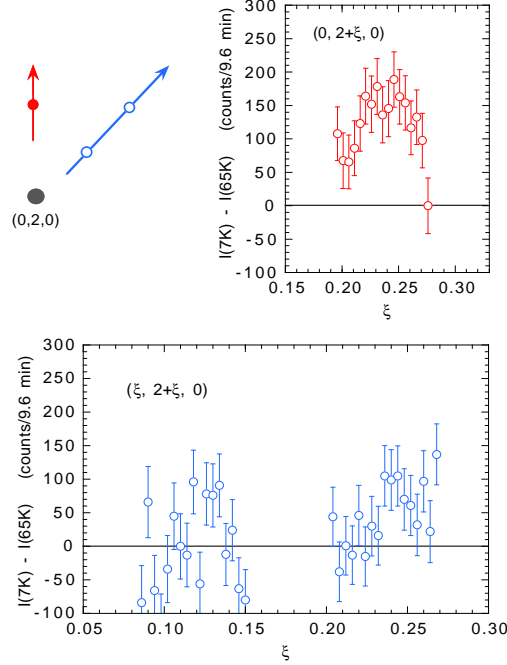 (0,2,0)
I(7K) - I(65K) (counts/9.6 min)
300
250
200
150
100
50
0
-50
-100
(0, 2+ξ, 0)
0.15 0.20 0.25 0.30
ξ
I(7K) - I(65K) (counts/9.6 min)
300
250
200
150
100
50
0
-50
-100
(ξ, 2+ξ, 0)
0.05 0.10 0.15 0.20 0.25 0.30
ξ